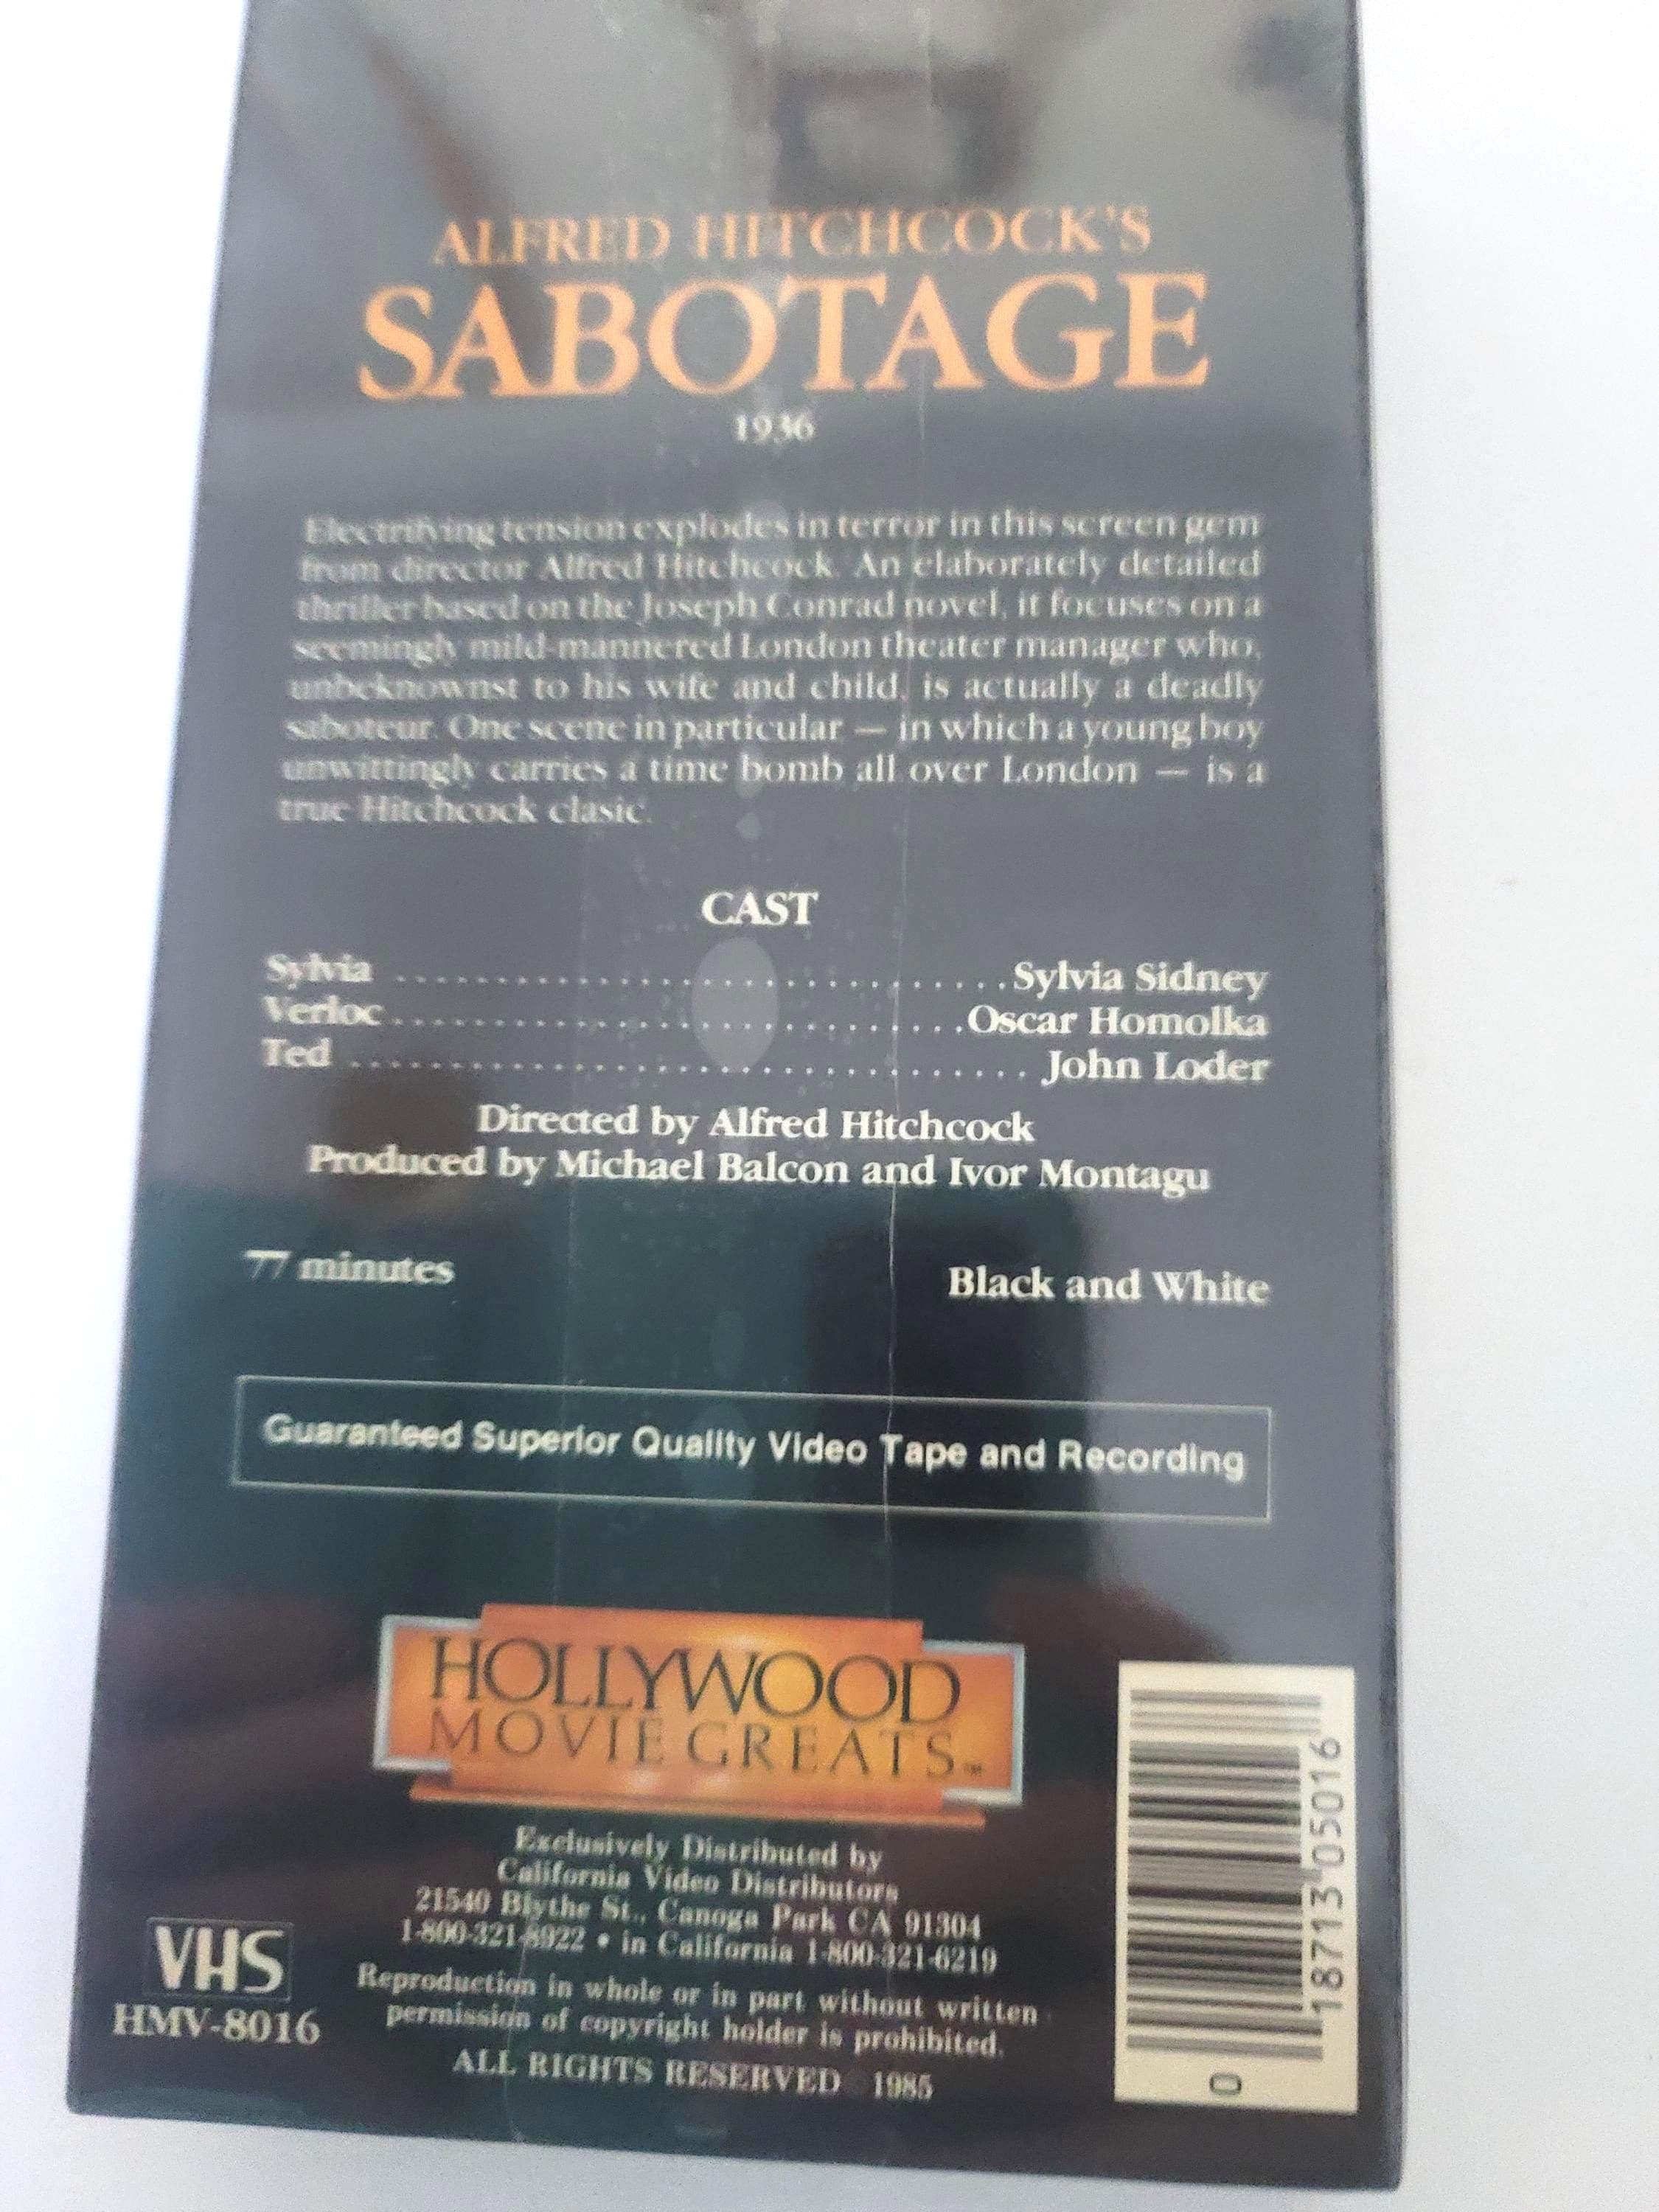 ALFRED HITCHCOCK'S
SABOTAGE
1936
Electrifying tension explodes in terror in this screen gem
from director Alfred Hitchcock. An elaborately detailed
thriller based on the Joseph Conrad novel, it focuses on a
seemingly mild-mannered London theater manager who,
unbeknownst to his wife and child, is actually a deadly
saboteur. One scene in particular — in which a young boy
unwittingly carries a time bomb all over London — is a
true Hitchcock clasic.
CAST
Sylvia ................................Sylvia Sidney
Verloc................................Oscar Homolka
Ted ................................... John Loder
Directed by Alfred Hitchcock
Produced by Michael Balcon and Ivor Montagu
77 minutes Black and White
Guaranteed Superior Quality Video Tape and Recording
HOLLYWOOD
MOVIE GREATS™
Exclusively Distributed by
California Video Distributors
21540 Blythe St., Canoga Park CA 91304
1-800-321-8922 • in California 1-800-321-6219
Reproduction in whole or in part without written
permission of copyright holder is prohibited.
ALL RIGHTS RESERVED 1985
VHS
HMV-8016
0 18713 05016